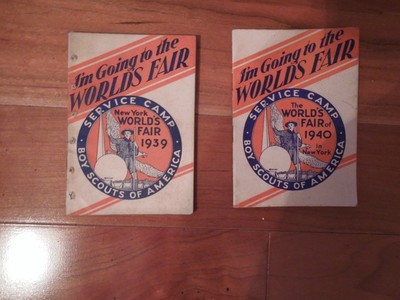 I'm Going to the
WORLD'S FAIR
SERVICE CAMP
New York
WORLD'S
FAIR
1939
BOY SCOUTS OF AMERICA
I'm Going to the
WORLD'S FAIR
SERVICE CAMP
The
WORLD'S
FAIR of
1940
in
New York
BOY SCOUTS OF AMERICA